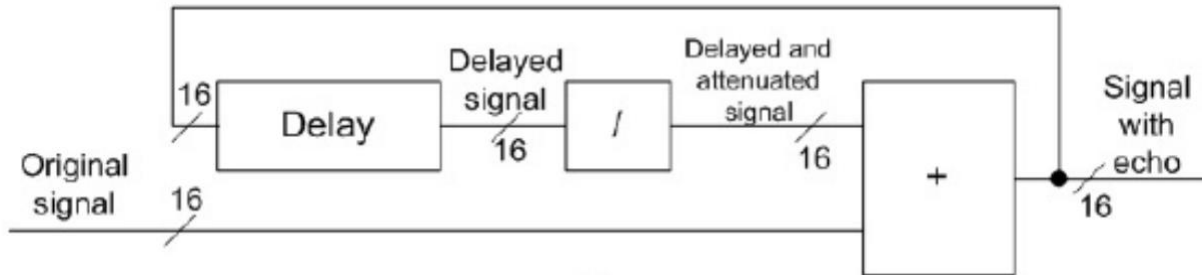 Delayed
signal
Delayed and
attenuated
signal
Signal
with
echo
16
Delay
16
/
16
+
16
Original
signal
16